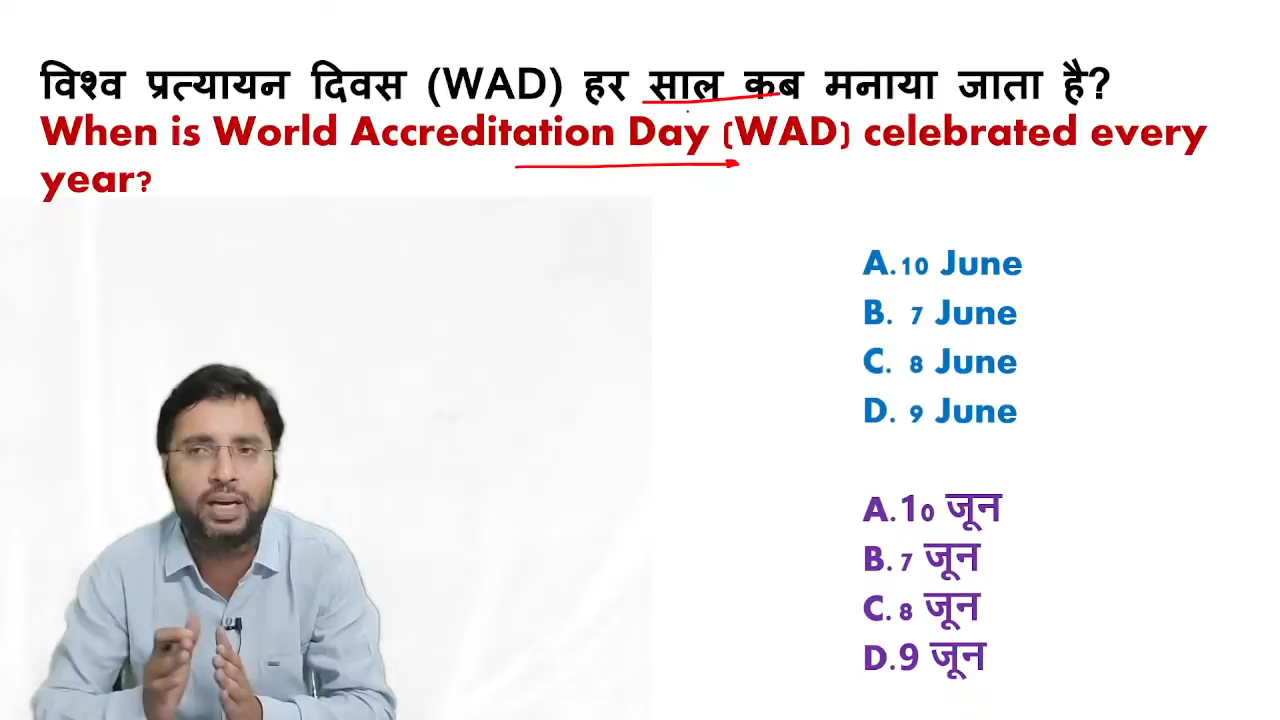 विश्व प्रत्यायन दिवस (WAD) हर साल कब मनाया जाता है?
When is World Accreditation Day (WAD) celebrated every
year?
A.10 June
B. 7 June
C. 8 June
D. 9 June
A.10 जून
B. 7 जून
C. 8 जून
D.9 जून